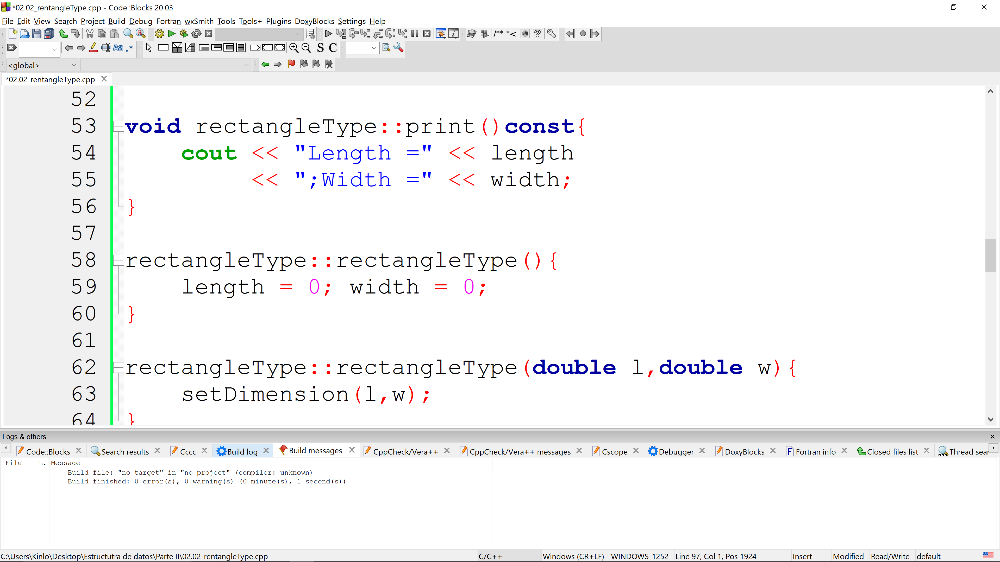 *02.02_rentangleType.cpp - Code::Blocks 20.03
File Edit View Search Project Build Debug Fortran wxSmith Tools Tools+ Plugins DoxyBlocks Settings Help
/** *<
Aa .* S C
<global>
*02.02_rentangleType.cpp
52
53 void rectangleType::print()const{
54 cout << "Length =" << length
55 << ";Width =" << width;
56 }
57
58 rectangleType::rectangleType(){
59 length = 0; width = 0;
60 }
61
62 rectangleType::rectangleType(double l,double w){
63 setDimension(l,w);
64 }
Logs & others
Code::Blocks Search results Cccc Build log Build messages CppCheck/Vera++ CppCheck/Vera++ messages Cscope Debugger DoxyBlocks Fortran info Closed files list Thread sear
File L. Message
=== Build file: "no target" in "no project" (compiler: unknown) ===
=== Build finished: 0 error(s), 0 warning(s) (0 minute(s), 1 second(s)) ===
C:\Users\Kinlo\Desktop\Estructutra de datos\Parte II\02.02_rentangleType.cpp C/C++ Windows (CR+LF) WINDOWS-1252 Line 97, Col 1, Pos 1924 Insert Modified Read/Write default